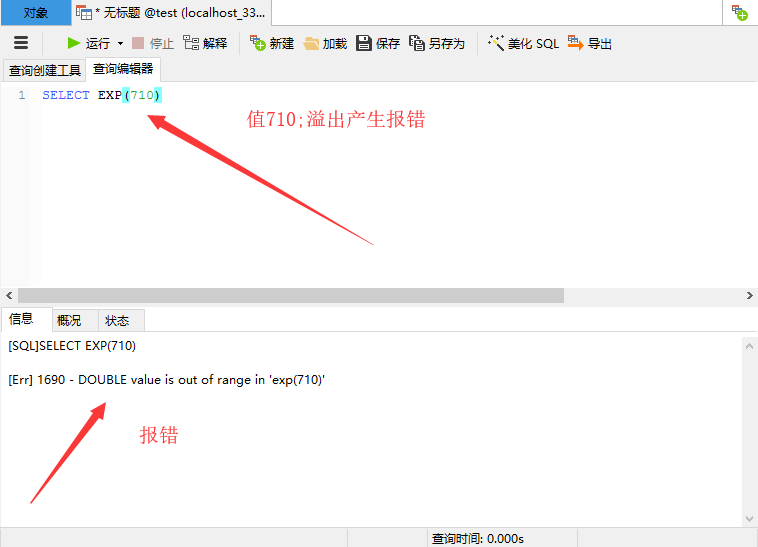 对象
* 无标题 @test (localhost_33...
运行 停止 解释 新建 加载 保存 另存为 美化 SQL 导出
查询创建工具 查询编辑器
1 SELECT EXP(710)
值710;溢出产生报错
信息 概况 状态
[SQL]SELECT EXP(710)
[Err] 1690 - DOUBLE value is out of range in 'exp(710)'
报错
查询时间: 0.000s